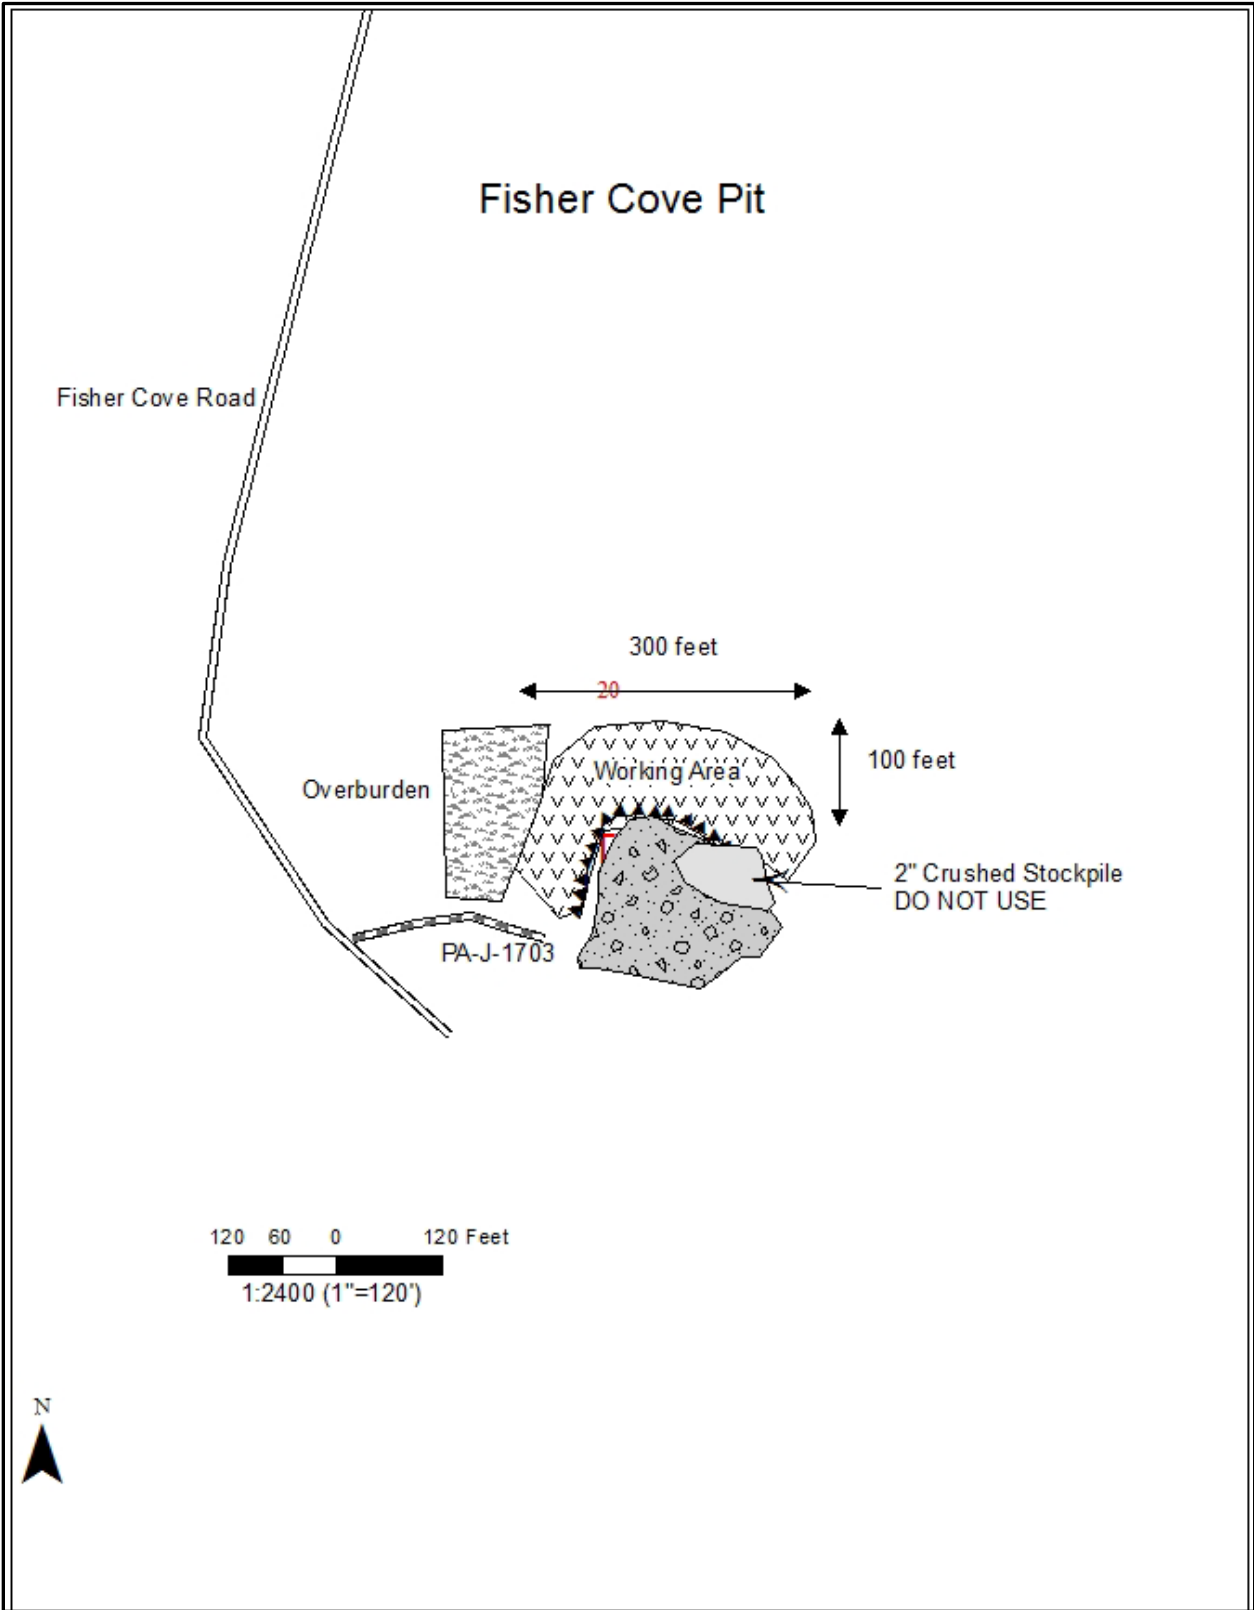 Fisher Cove Pit
Fisher Cove Road
300 feet
20
100 feet
Working Area
Overburden
2" Crushed Stockpile
DO NOT USE
PA-J-1703
120 60 0 120 Feet
1:2400 (1"=120')
N